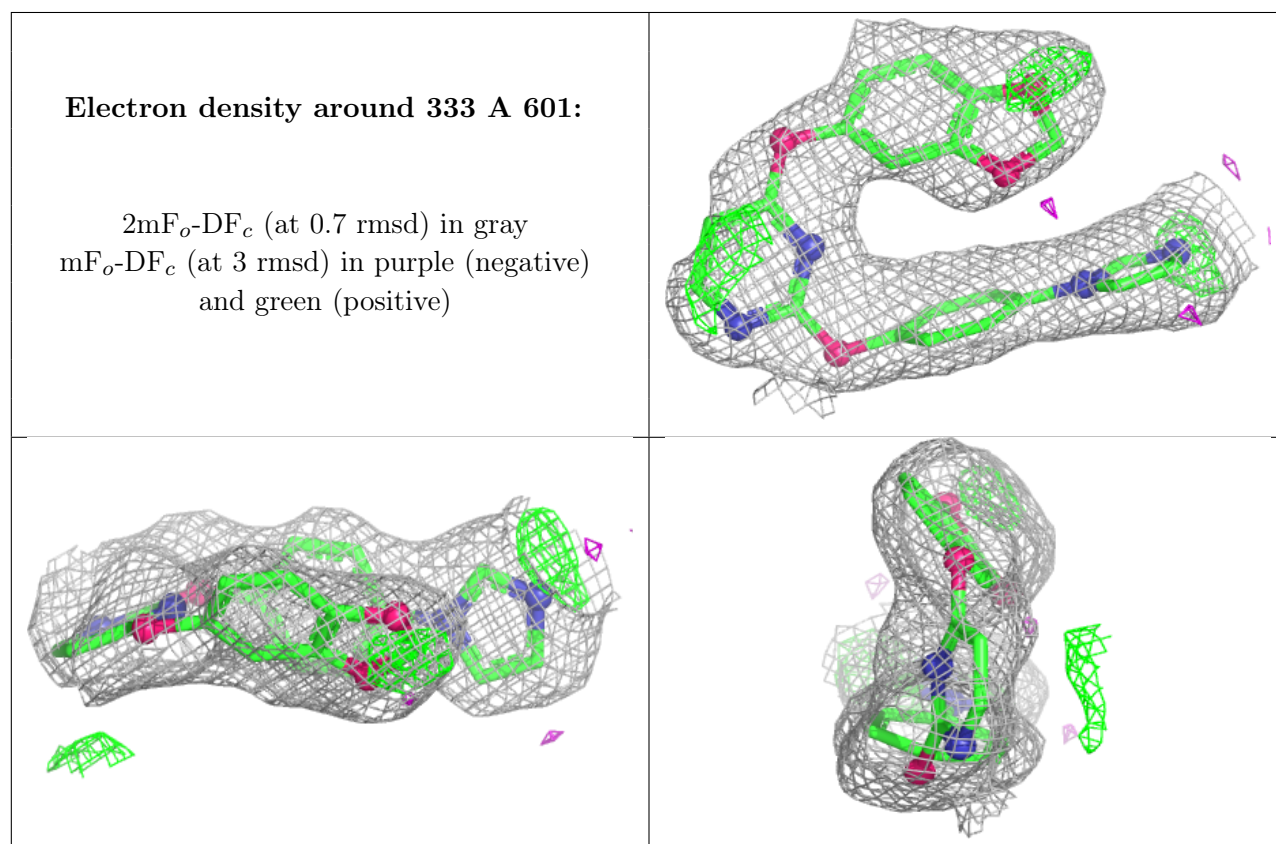 Electron density around 333 A 601:
2mFo-DFc (at 0.7 rmsd) in gray
mFo-DFc (at 3 rmsd) in purple (negative)
and green (positive)